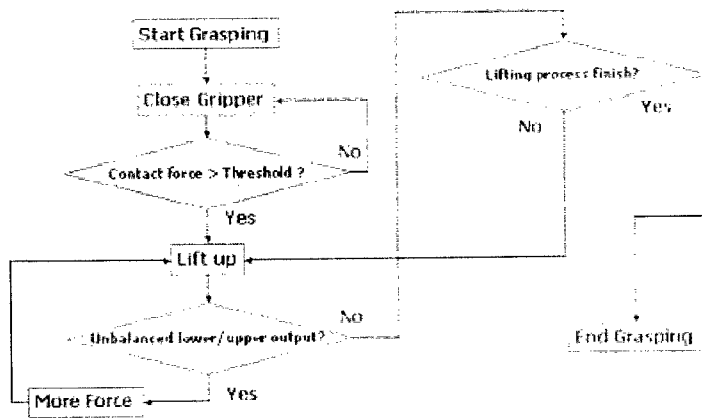 Start Grasping
Close Gripper
No
Contact force > Threshold ?
Yes
Lift up
No
Unbalanced lower/upper output?
Yes
More Force
Lifting process finish?
No
Yes
End Grasping